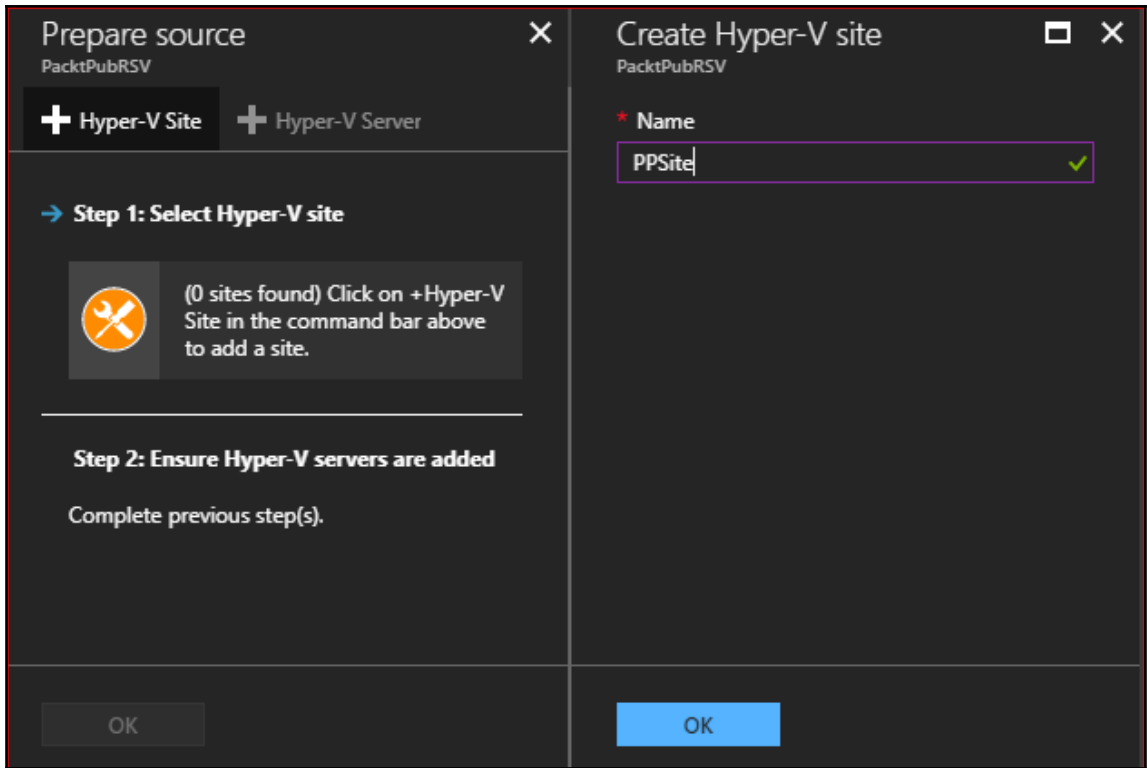 Prepare source
PacktPubRSV
Hyper-V Site
Hyper-V Server
Step 1: Select Hyper-V site
(0 sites found) Click on +Hyper-V
Site in the command bar above
to add a site.
Step 2: Ensure Hyper-V servers are added
Complete previous step(s).
OK
Create Hyper-V site
PacktPubRSV
* Name
PPSite
OK